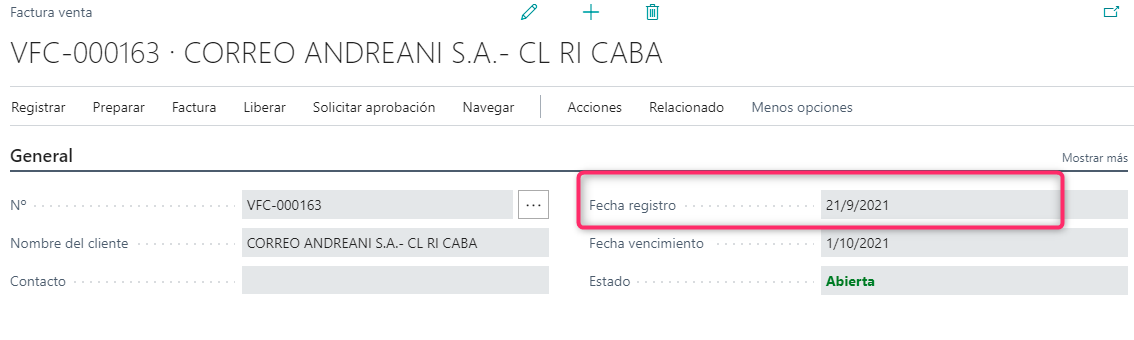 Factura venta
VFC-000163 · CORREO ANDREANI S.A.- CL RI CABA
Registrar Preparar Factura Liberar Solicitar aprobación Navegar Acciones Relacionado Menos opciones
General Mostrar más
Nº VFC-000163 ... Fecha registro 21/9/2021
Nombre del cliente CORREO ANDREANI S.A.- CL RI CABA Fecha vencimiento 1/10/2021
Contacto Estado Abierta